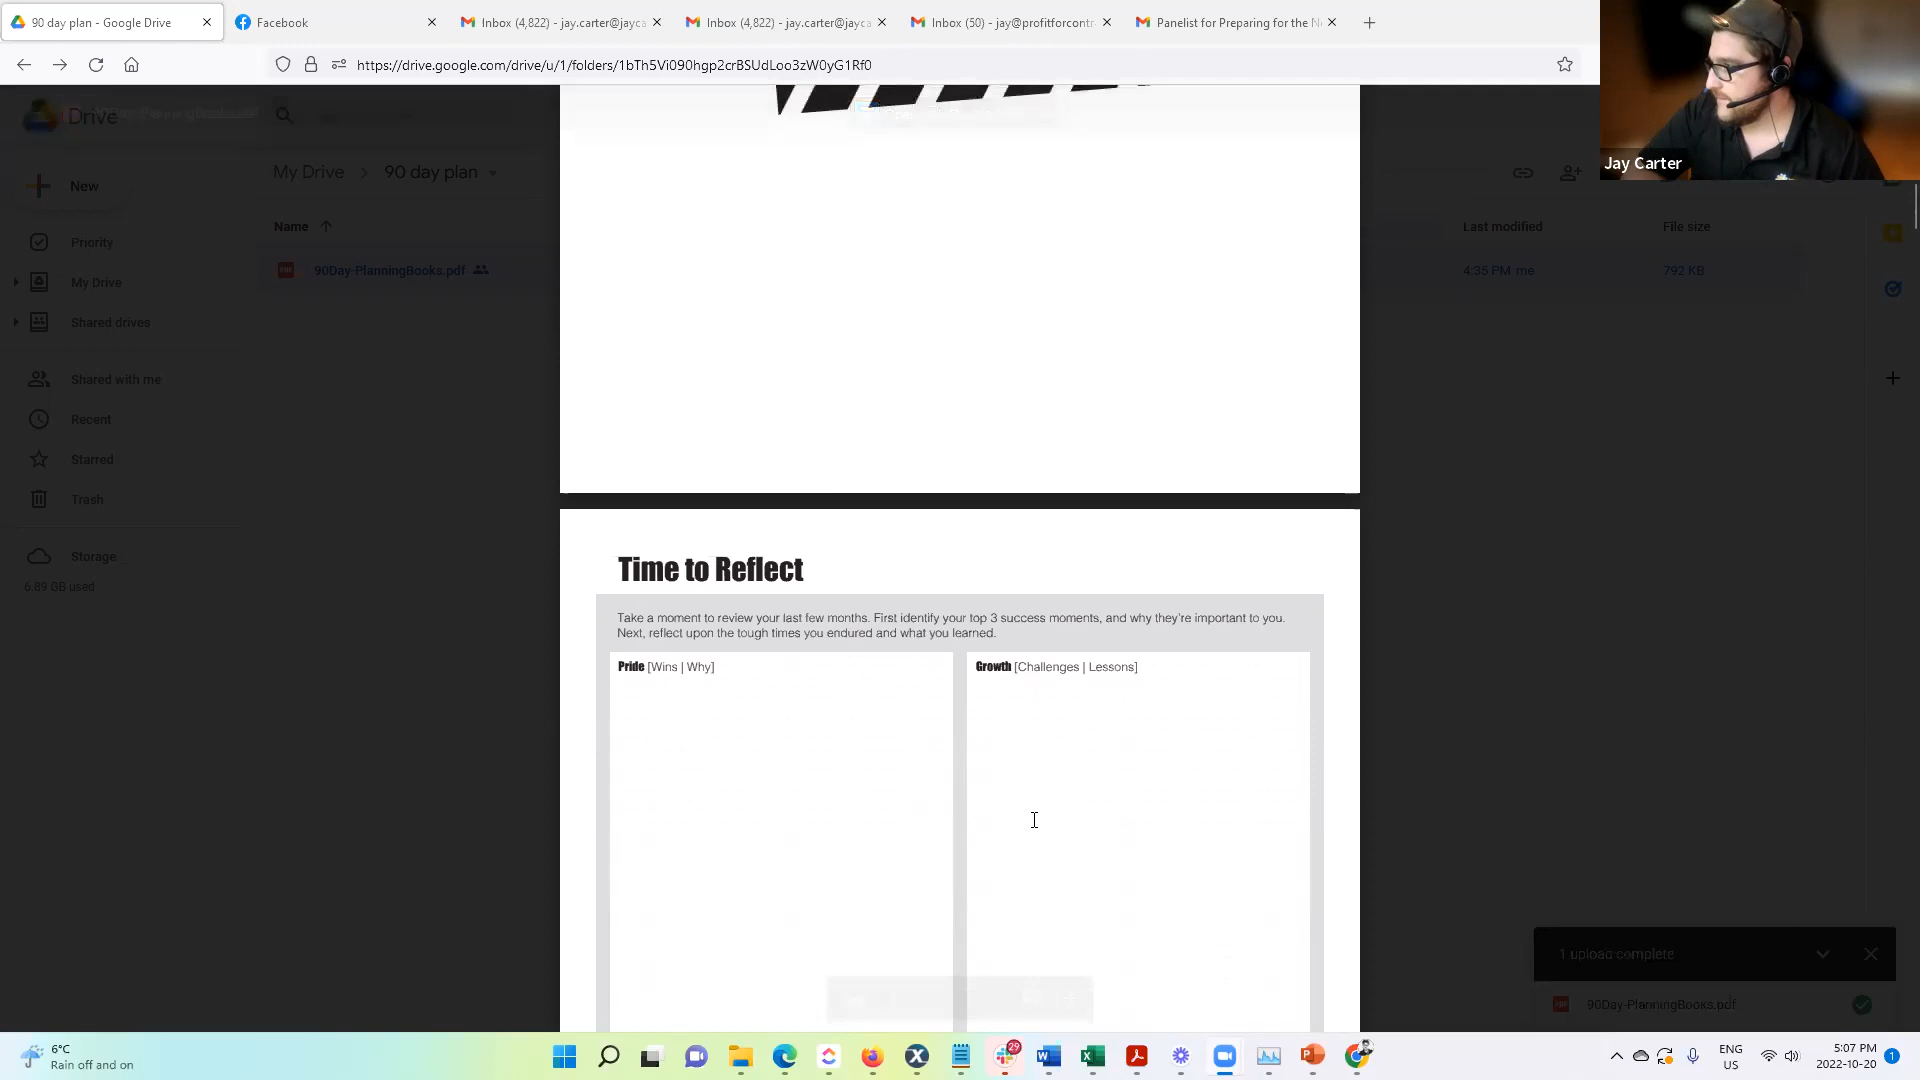 90 day plan - Google Drive
Facebook
Inbox (4,822) - jay.carter@jayca
Inbox (4,822) - jay.carter@jayca
Inbox (50) - jay@profitforcontr
Panelist for Preparing for the N
https://drive.google.com/drive/u/1/folders/1bTh5Vi090hgp2crBSUdLoo3zW0yG1Rf0
Jay Carter
Drive
My Drive
90 day plan
New
Name
Last modified
File size
Priority
90Day-PlanningBooks.pdf
4:35 PM me
792 KB
My Drive
Shared drives
Shared with me
Recent
Starred
Trash
Storage
6.89 GB used
Time to Reflect
Take a moment to review your last few months. First identify your top 3 success moments, and why they're important to you.
Next, reflect upon the tough times you endured and what you learned.
Pride [Wins | Why]
Growth [Challenges | Lessons]
1 upload complete
90Day-PlanningBooks.pdf
6°C
Rain off and on
29
ENG
US
5:07 PM
2022-10-20
1